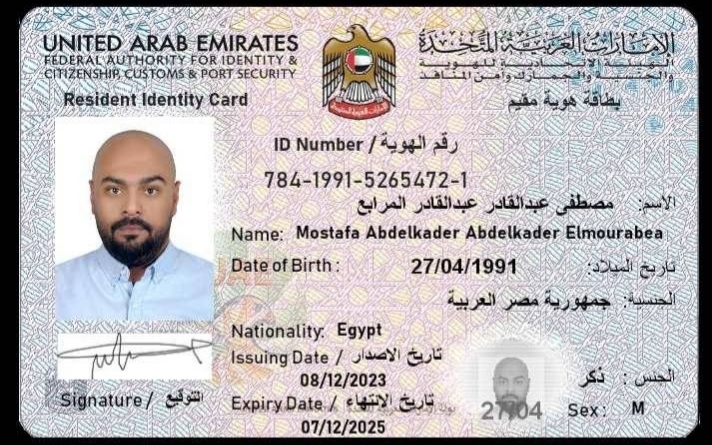 UNITED ARAB EMIRATES
FEDERAL AUTHORITY FOR IDENTITY &
CITIZENSHIP, CUSTOMS & PORT SECURITY
الإمارات العربية المتحدة
الهيئة الاتحادية للهوية
والجنسية والجمارك وأمن المنافذ
Resident Identity Card
بطاقة هوية مقيم
ID Number / رقم الهوية
784-1991-5265472-1
الاسم: مصطفى عبدالقادر عبدالقادر المرابع
Name: Mostafa Abdelkader Abdelkader Elmourabea
Date of Birth: 27/04/1991 تاريخ الميلاد:
الجنسية: جمهورية مصر العربية
Nationality: Egypt
Issuing Date / تاريخ الاصدار
08/12/2023
الجنس: ذكر
Signature / التوقيع
Expiry Date / تاريخ الإنتهاء
27/04
Sex: M
07/12/2025